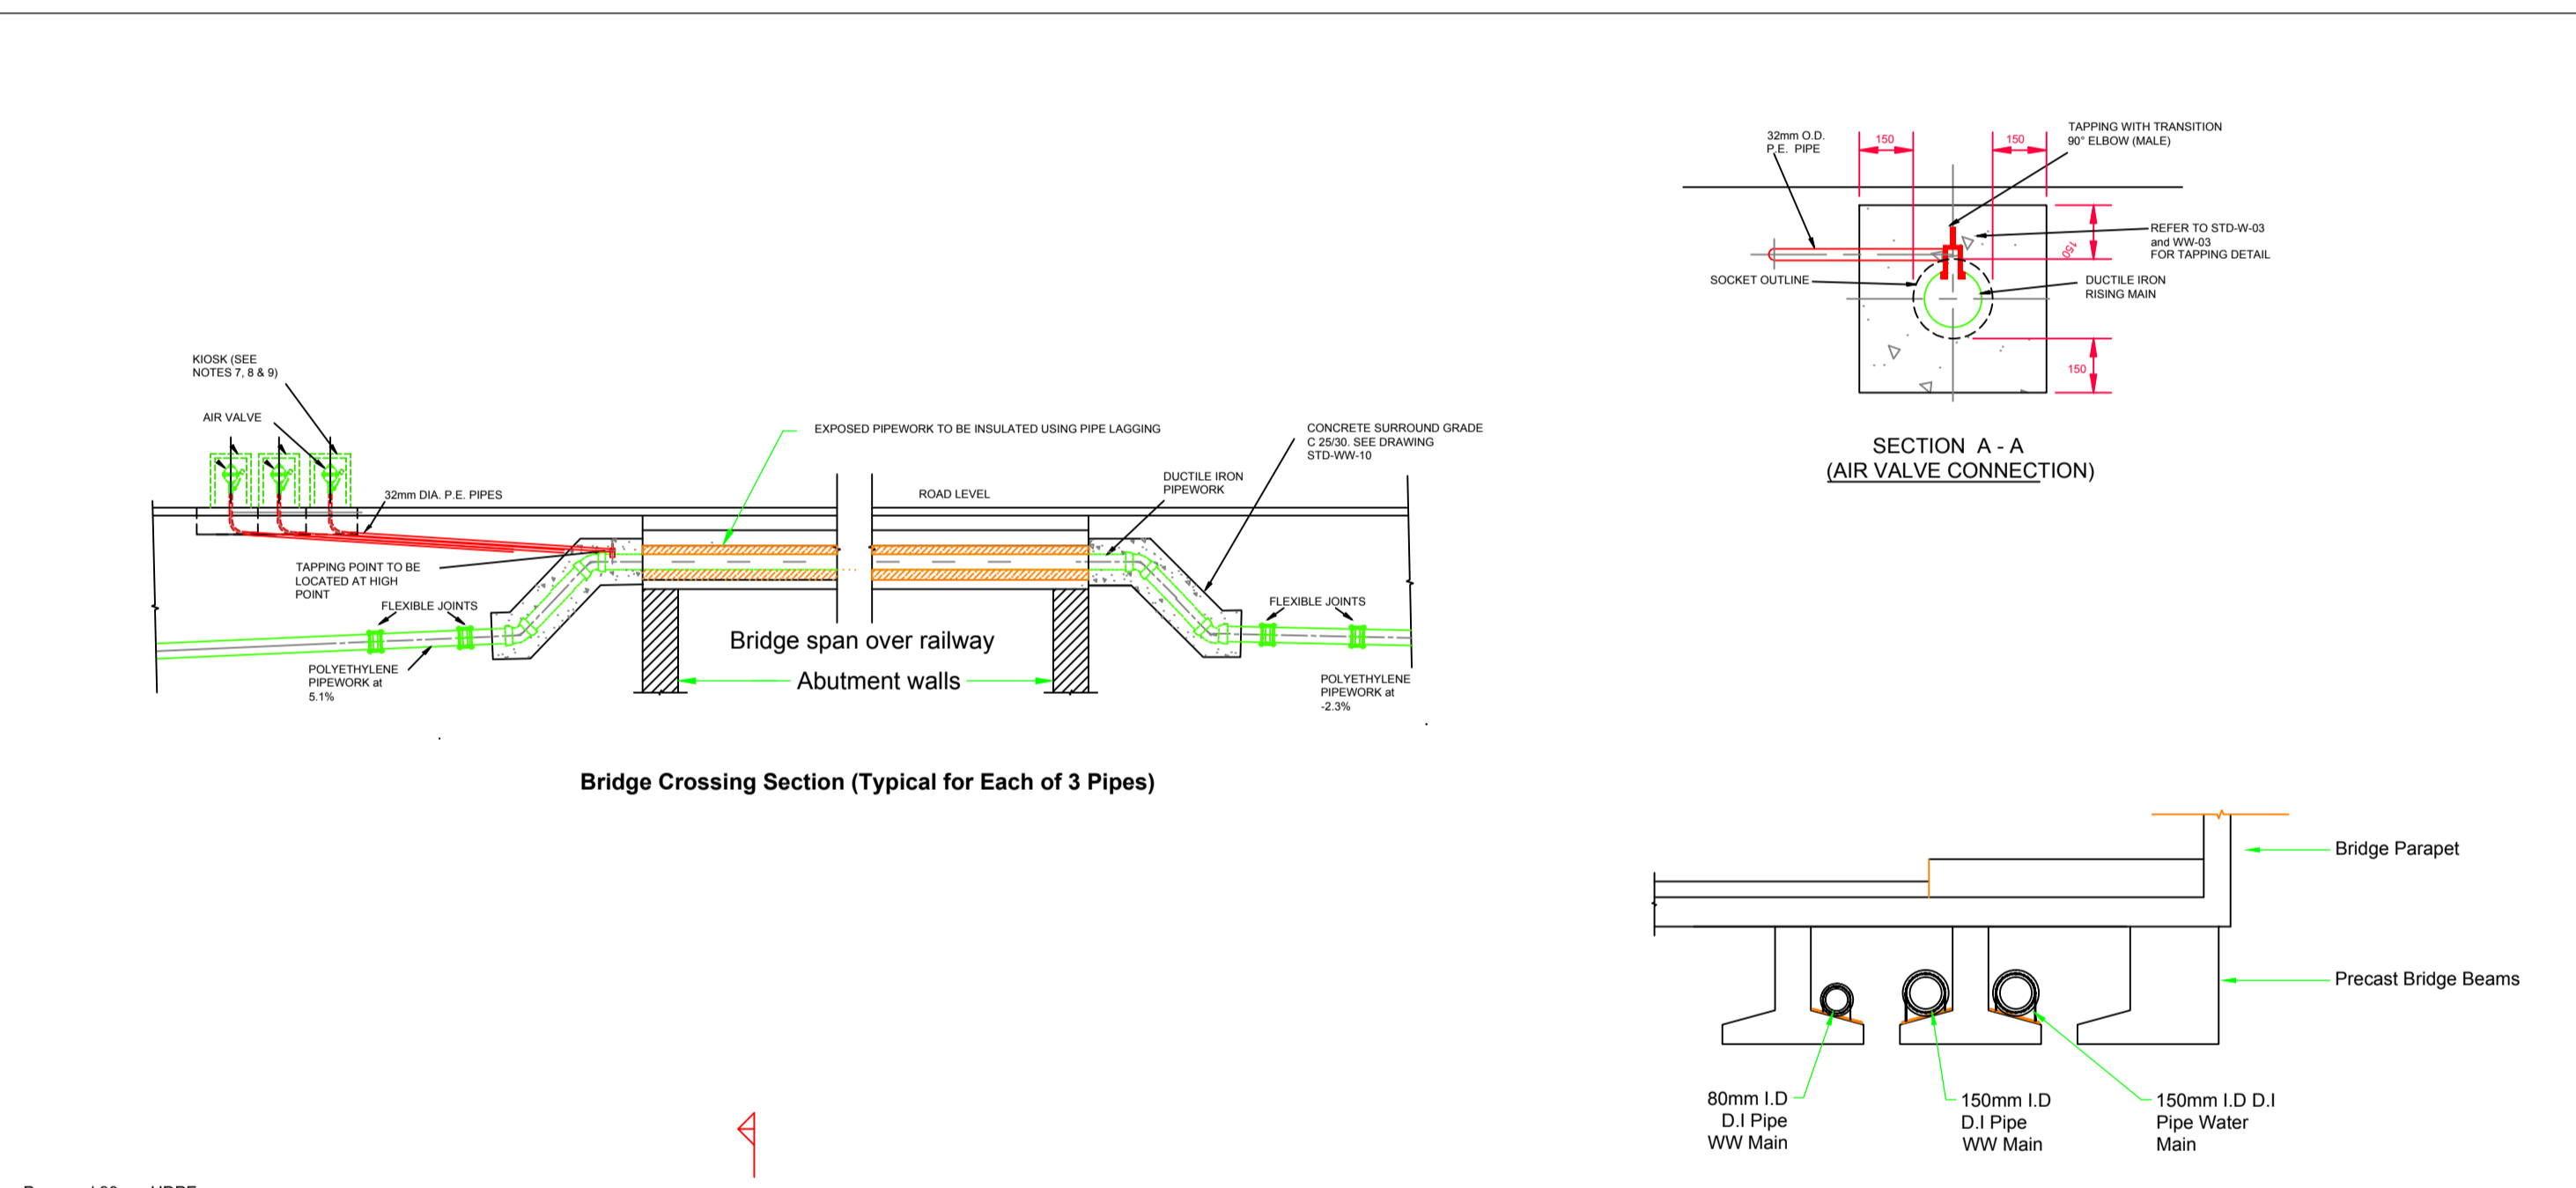 KIOSK (SEE
NOTES 7, 8 & 9)
AIR VALVE
32mm DIA. P.E. PIPES
EXPOSED PIPEWORK TO BE INSULATED USING PIPE LAGGING
ROAD LEVEL
DUCTILE IRON
PIPEWORK
CONCRETE SURROUND GRADE
C 25/30. SEE DRAWING
STD-WW-10
TAPPING POINT TO BE
LOCATED AT HIGH
POINT
FLEXIBLE JOINTS
POLYETHYLENE
PIPEWORK at
5.1%
Bridge span over railway
Abutment walls
FLEXIBLE JOINTS
POLYETHYLENE
PIPEWORK at
-2.3%
Bridge Crossing Section (Typical for Each of 3 Pipes)
32mm O.D.
P.E. PIPE
150
150
TAPPING WITH TRANSITION
90° ELBOW (MALE)
REFER TO STD-W-03
and WW-03
FOR TAPPING DETAIL
150
SOCKET OUTLINE
DUCTILE IRON
RISING MAIN
150
SECTION A - A
(AIR VALVE CONNECTION)
Bridge Parapet
Precast Bridge Beams
80mm I.D
D.I Pipe
WW Main
150mm I.D
D.I Pipe
WW Main
150mm I.D D.I
Pipe Water
Main